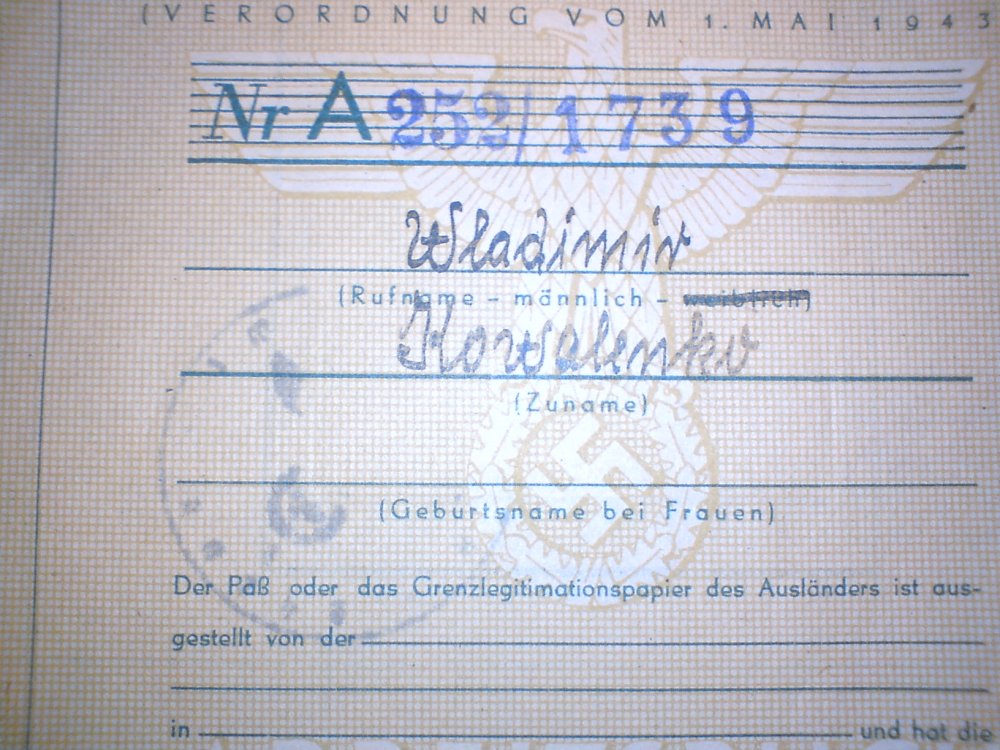 (VERORDNUNG VOM 1. MAI 1943
Nr A 252/1739
Wladimir
(Rufname - männlich - weiblich)
Kowalenko
(Zuname)
(Geburtsname bei Frauen)
Der Paß oder das Grenzlegitimationspapier des Ausländers ist aus-
gestellt von der
in und hat die